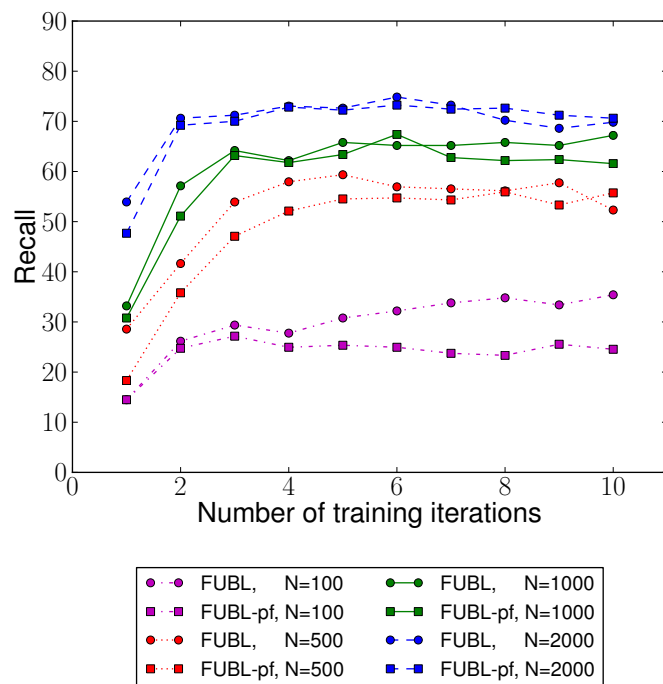 90
80
70
60
50
40
30
20
10
0
Recall
0 2 4 6 8 10
Number of training iterations
FUBL, N=100 FUBL, N=1000
FUBL-pf, N=100 FUBL-pf, N=1000
FUBL, N=500 FUBL, N=2000
FUBL-pf, N=500 FUBL-pf, N=2000